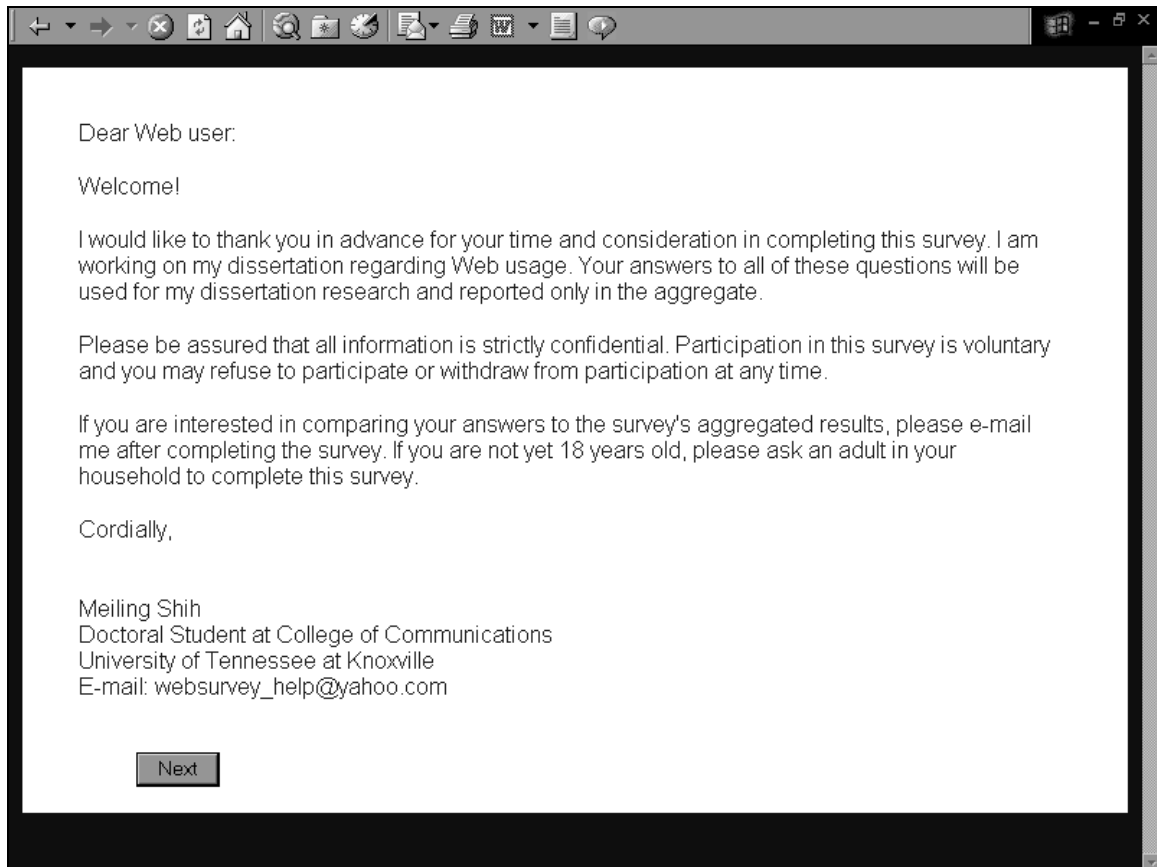 Dear Web user:
Welcome!
I would like to thank you in advance for your time and consideration in completing this survey. I am
working on my dissertation regarding Web usage. Your answers to all of these questions will be
used for my dissertation research and reported only in the aggregate.
Please be assured that all information is strictly confidential. Participation in this survey is voluntary
and you may refuse to participate or withdraw from participation at any time.
If you are interested in comparing your answers to the survey's aggregated results, please e-mail
me after completing the survey. If you are not yet 18 years old, please ask an adult in your
household to complete this survey.
Cordially,
Meiling Shih
Doctoral Student at College of Communications
University of Tennessee at Knoxville
E-mail: websurvey_help@yahoo.com
Next